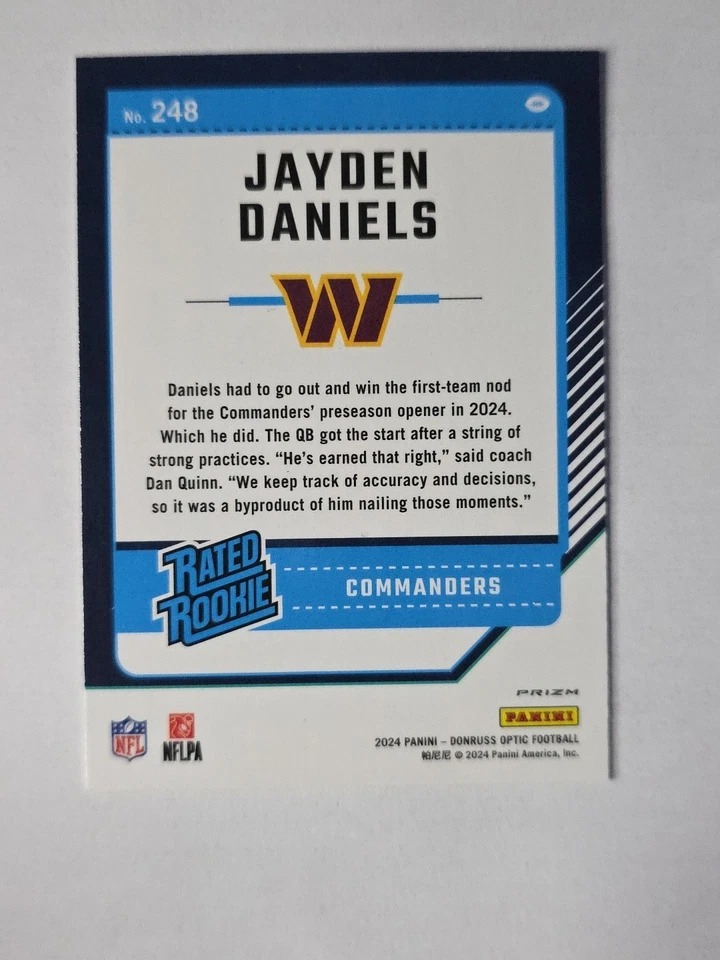 No. 248
JAYDEN
DANIELS
W
Daniels had to go out and win the first-team nod
for the Commanders' preseason opener in 2024.
Which he did. The QB got the start after a string of
strong practices. "He's earned that right," said coach
Dan Quinn. "We keep track of accuracy and decisions,
so it was a byproduct of him nailing those moments."
RATED
ROOKIE
COMMANDERS
PRIZM
PANINI
NFL
NFLPA
2024 PANINI – DONRUSS OPTIC FOOTBALL
帕尼尼 © 2024 Panini America, Inc.